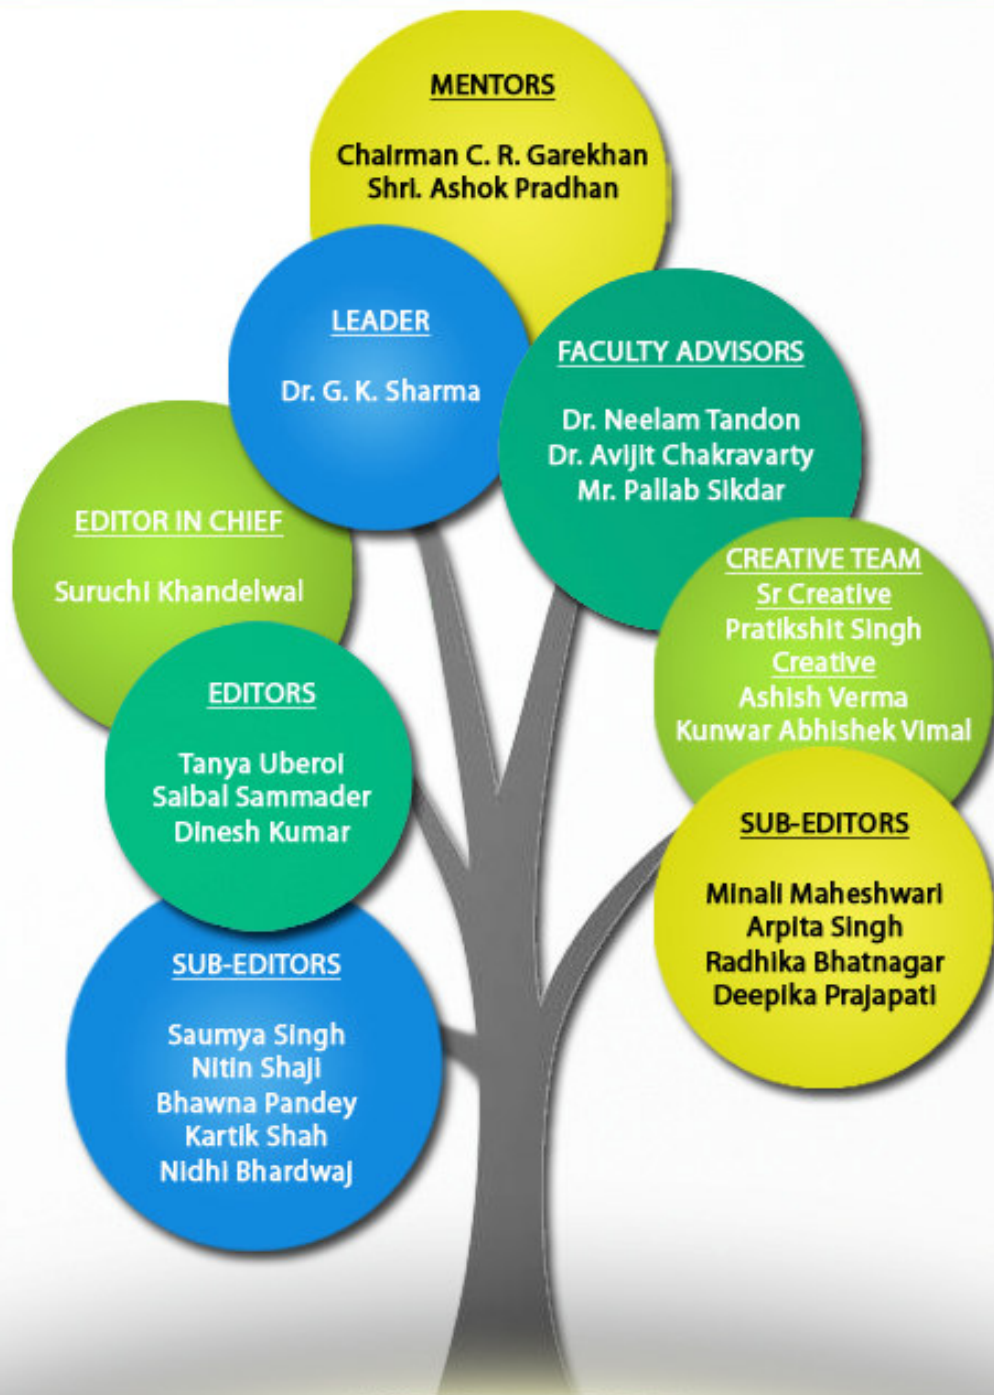 MENTORS
Chairman C. R. Garekhan
Shri. Ashok Pradhan
LEADER
Dr. G. K. Sharma
FACULTY ADVISORS
Dr. Neelam Tandon
Dr. Avijit Chakravarty
Mr. Pallab Sikdar
EDITOR IN CHIEF
Suruchi Khandelwal
CREATIVE TEAM
Sr Creative
Pratikshit Singh
Creative
Ashish Verma
Kunwar Abhishek Vimal
EDITORS
Tanya Uberoi
Saibal Sammader
Dinesh Kumar
SUB-EDITORS
Minali Maheshwari
Arpita Singh
Radhika Bhatnagar
Deepika Prajapati
SUB-EDITORS
Saumya Singh
Nitin Shaji
Bhawna Pandey
Kartik Shah
Nidhi Bhardwaj